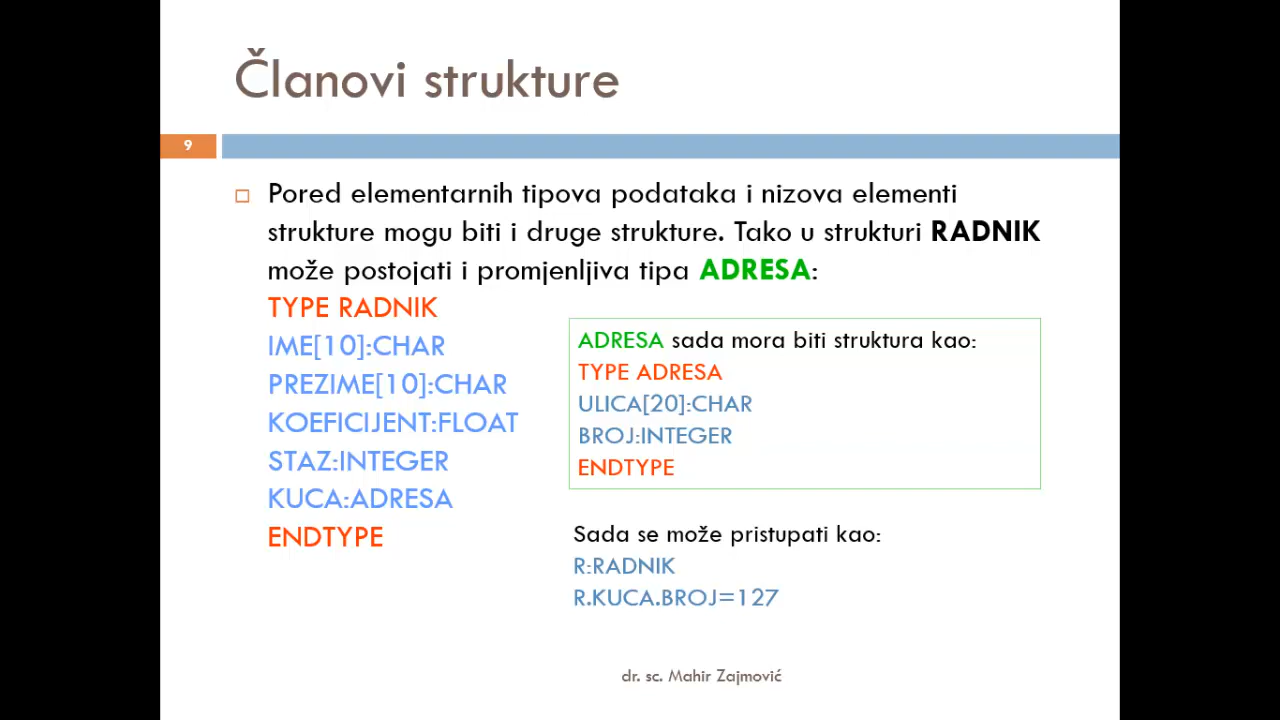 Članovi strukture
9
Pored elementarnih tipova podataka i nizova elementi
strukture mogu biti i druge strukture. Tako u strukturi RADNIK
može postojati i promjenljiva tipa ADRESA:
TYPE RADNIK
IME[10]:CHAR
PREZIME[10]:CHAR
KOEFICIJENT:FLOAT
STAZ:INTEGER
KUCA:ADRESA
ENDTYPE
ADRESA sada mora biti struktura kao:
TYPE ADRESA
ULICA[20]:CHAR
BROJ:INTEGER
ENDTYPE
Sada se može pristupati kao:
R:RADNIK
R.KUCA.BROJ=127
dr. sc. Mahir Zajmović